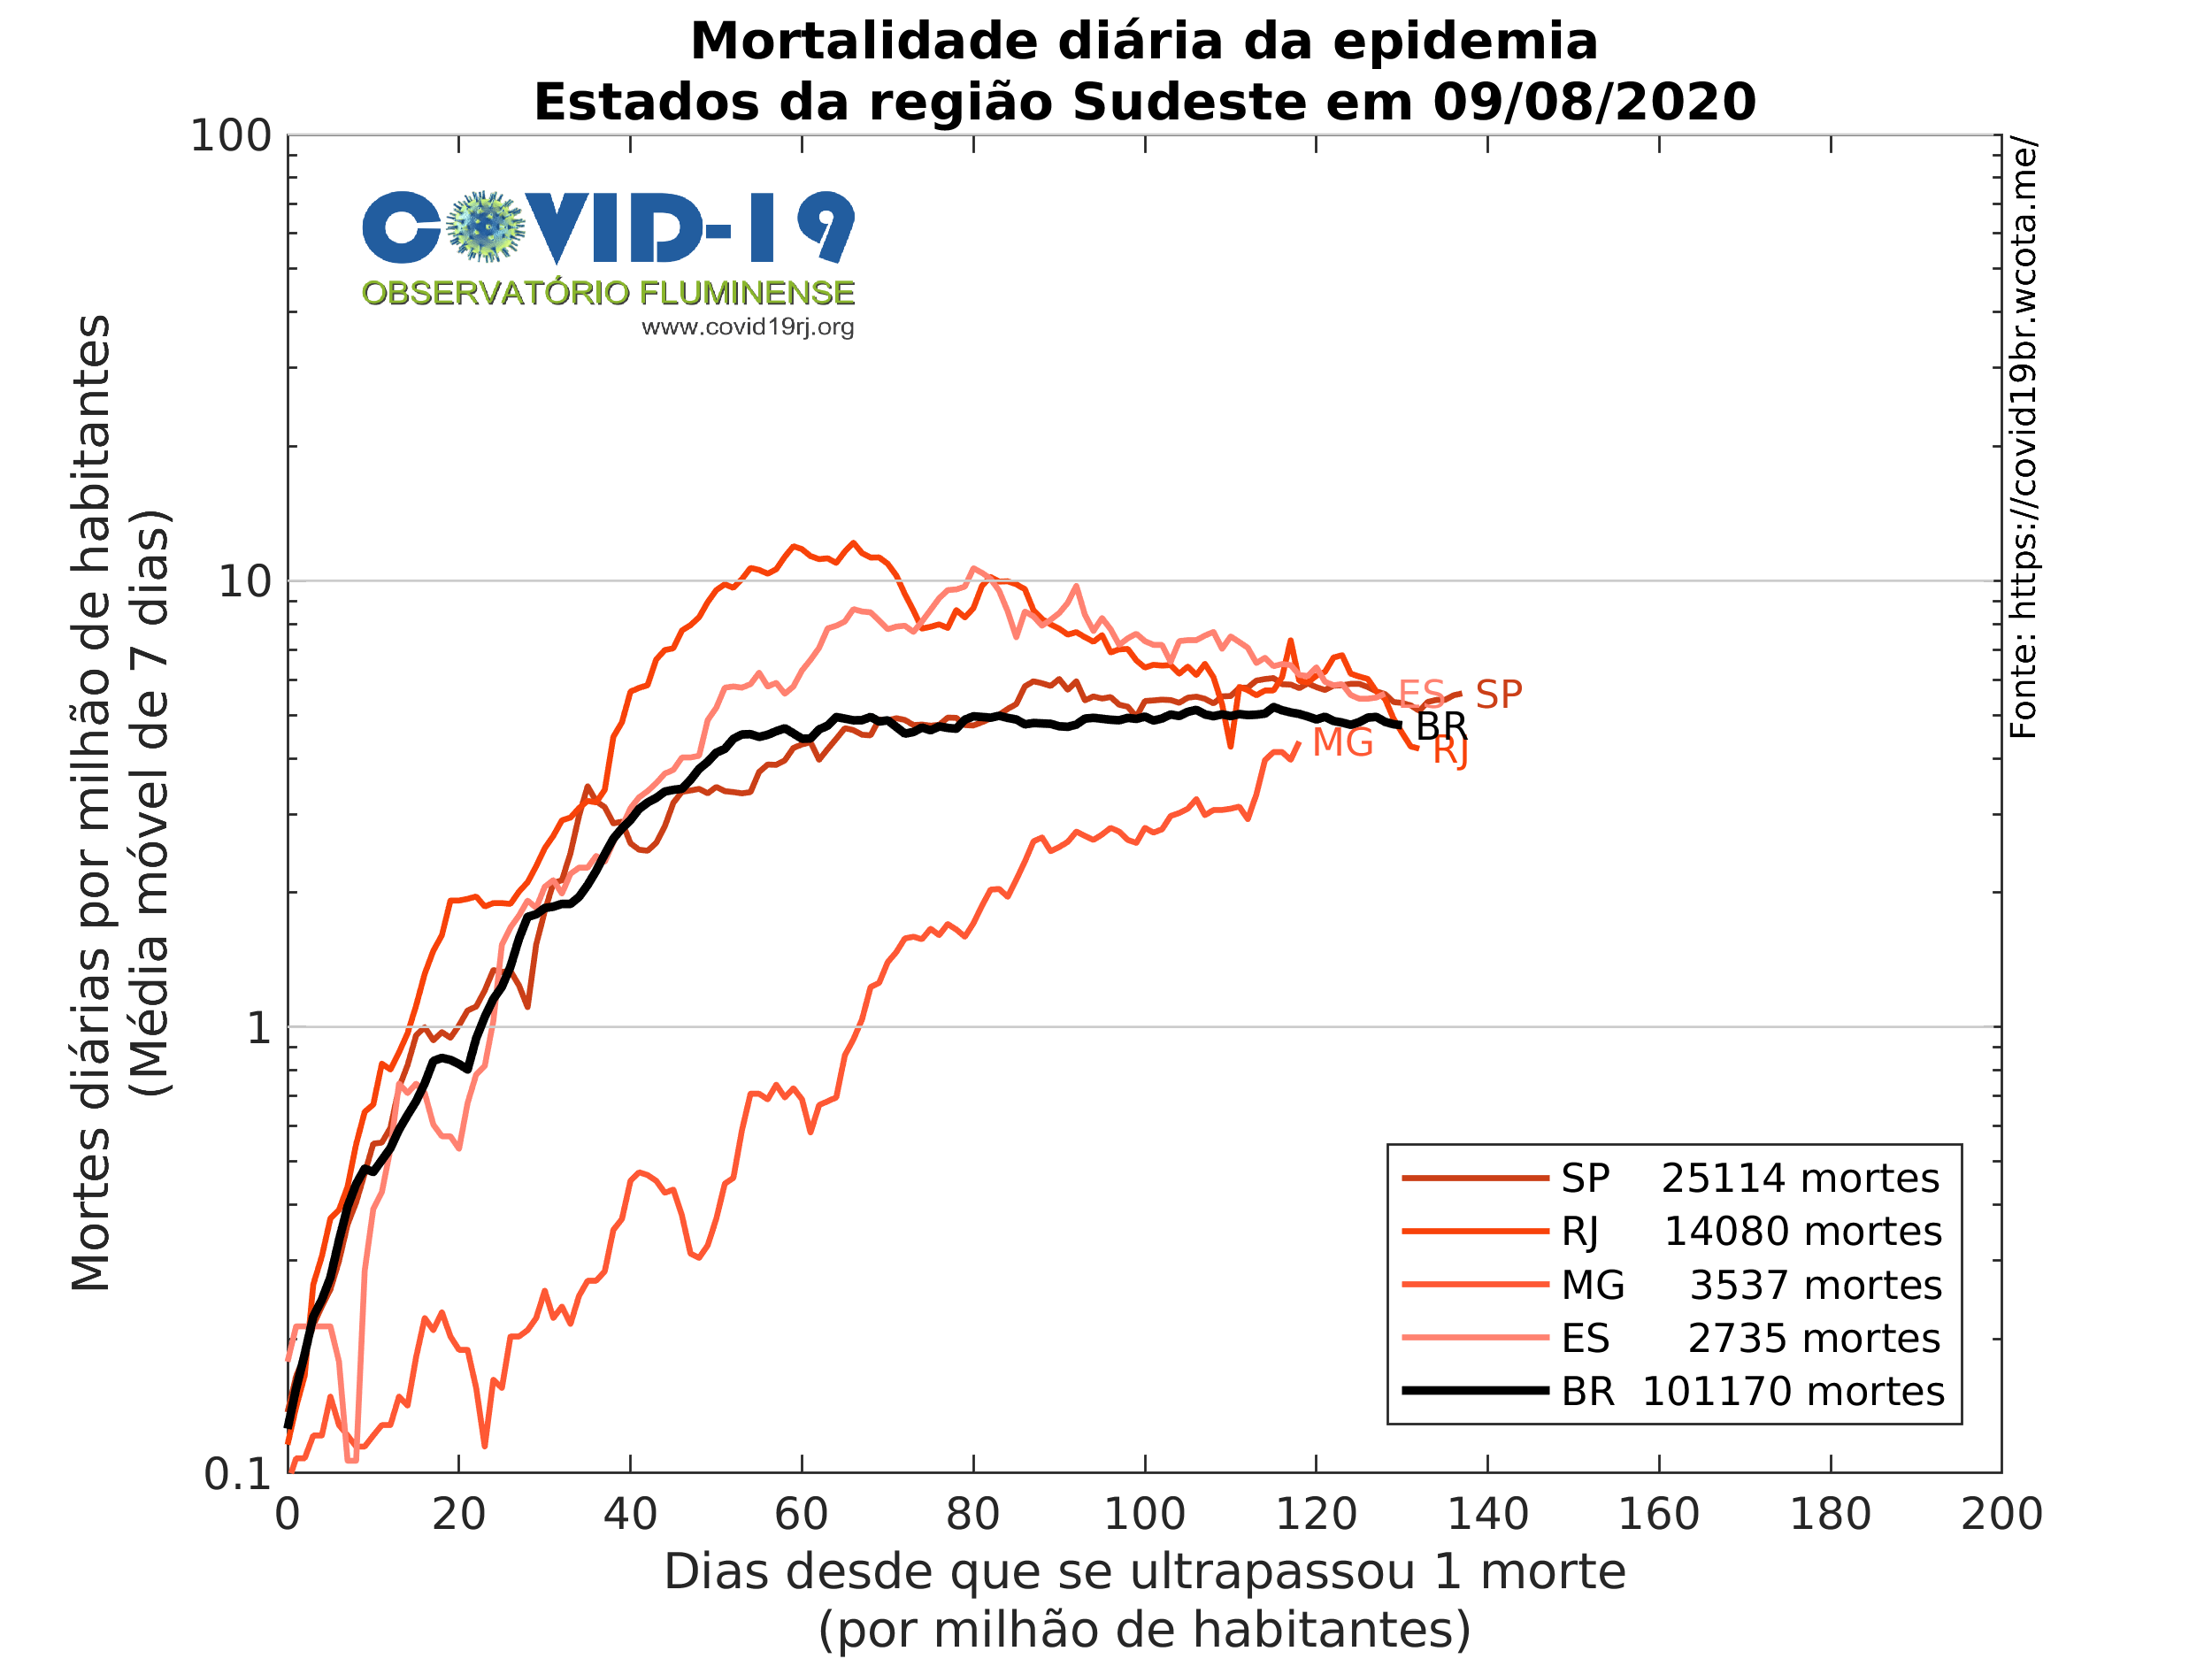 Mortalidade diária da epidemia
Estados da região Sudeste em 09/08/2020
COVID-19
OBSERVATÓRIO FLUMINENSE
www.covid19rj.org
Fonte: https://covid19br.wcota.me/
Mortes diárias por milhão de habitantes
(Média móvel de 7 dias)
100
10
1
0.1
ES
SP
BR
MG
RJ
SP 25114 mortes
RJ 14080 mortes
MG 3537 mortes
ES 2735 mortes
BR 101170 mortes
0 20 40 60 80 100 120 140 160 180 200
Dias desde que se ultrapassou 1 morte
(por milhão de habitantes)